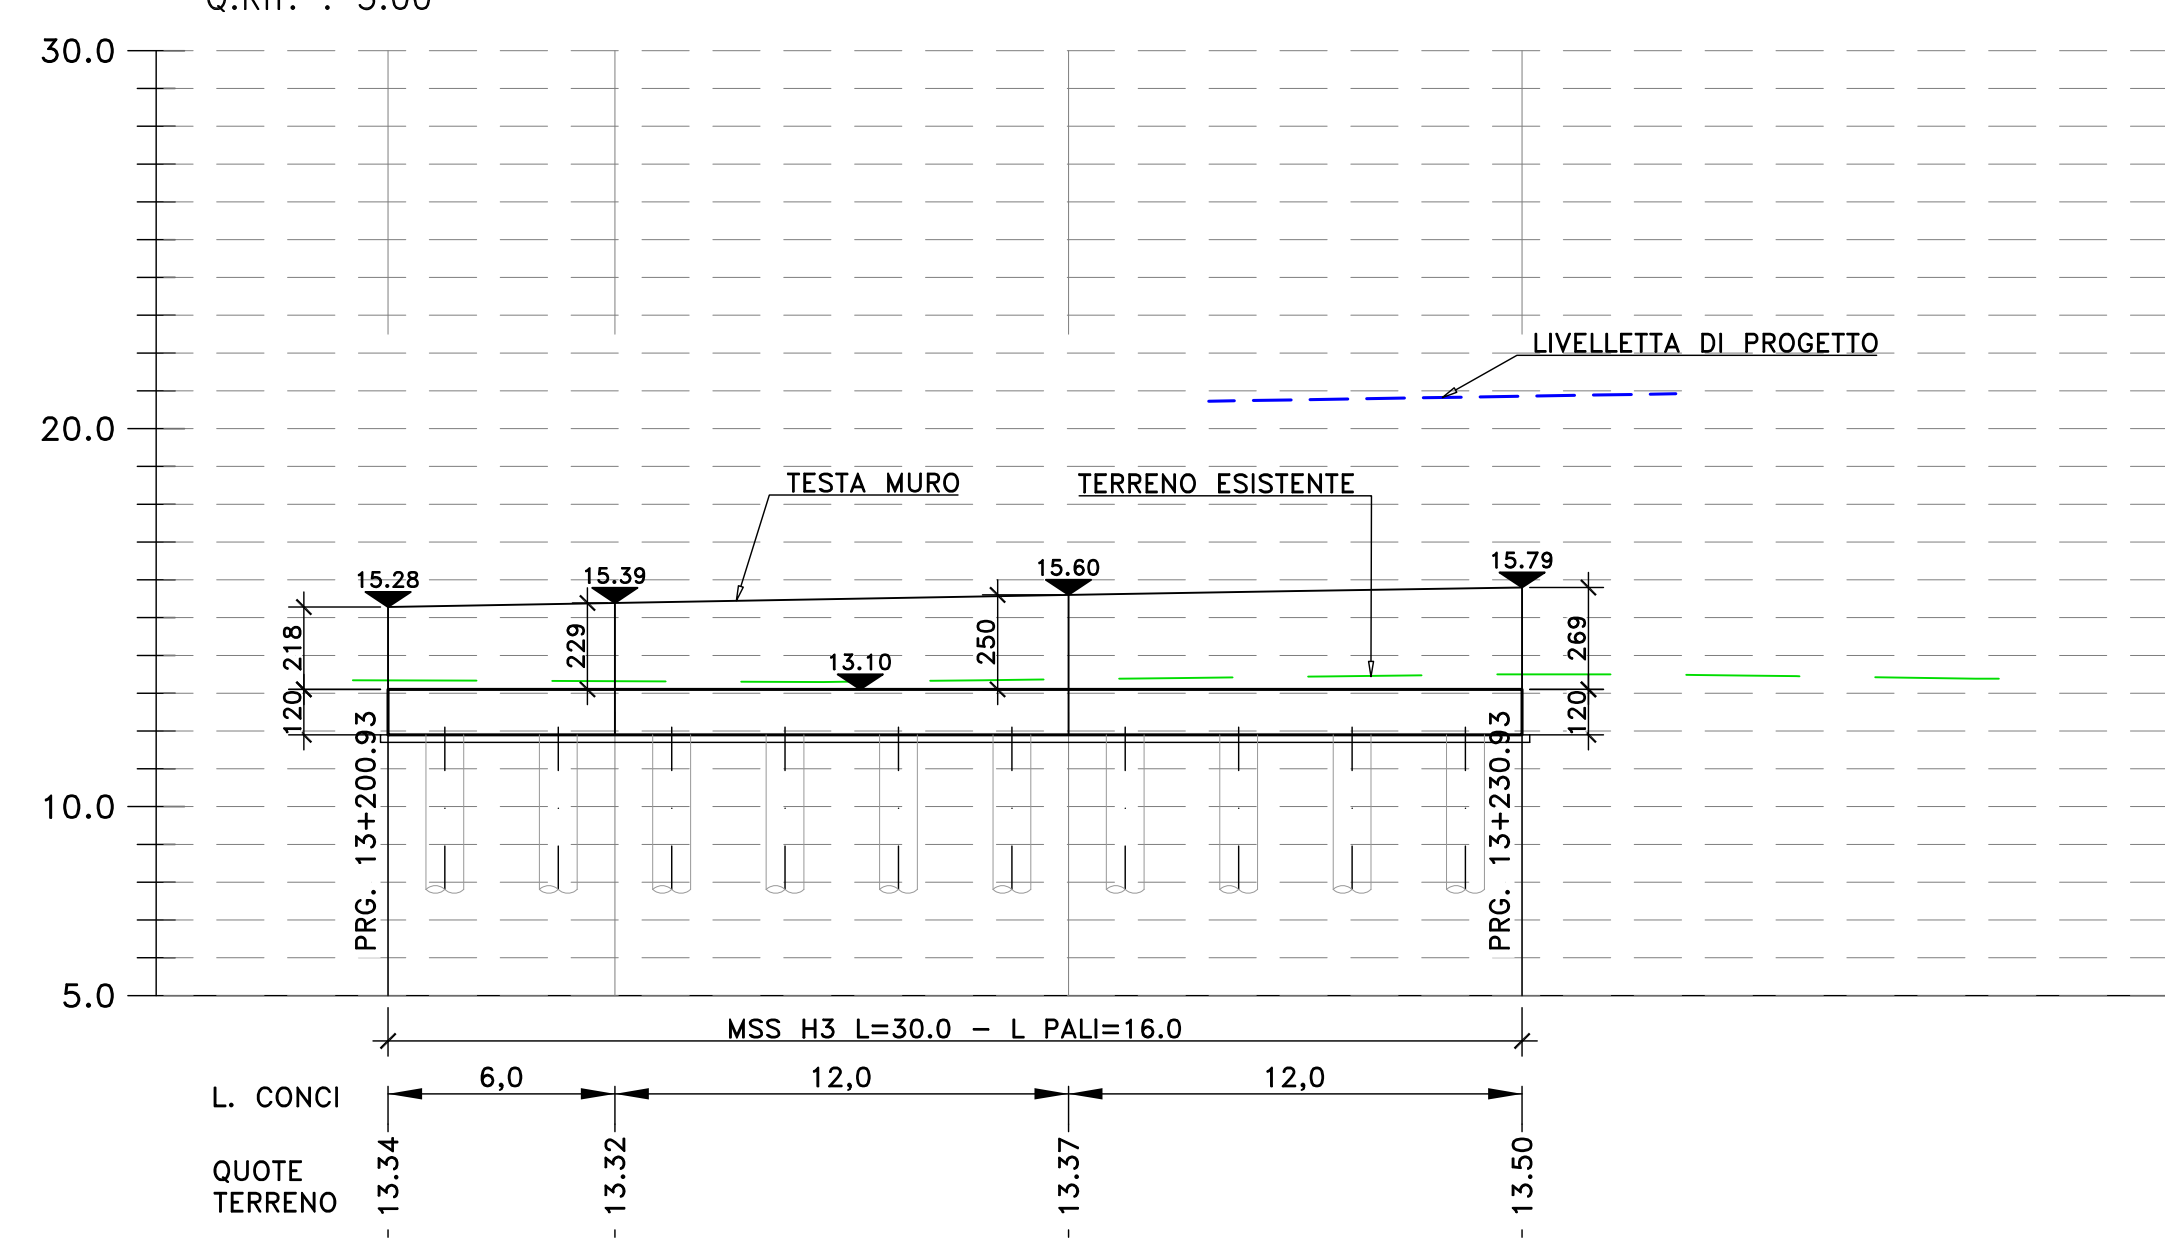 Q.Rif. : 5.00
30.0
LIVELLETTA DI PROGETTO
20.0
TESTA MURO
TERRENO ESISTENTE
15.28
15.39
15.60
15.79
218
229
250
269
13.10
120
120
PRG. 13+200.93
PRG. 13+230.93
10.0
5.0
MSS H3 L=30.0 - L PALI=16.0
L. CONCI
6,0
12,0
12,0
QUOTE
TERRENO
13.34
13.32
13.37
13.50